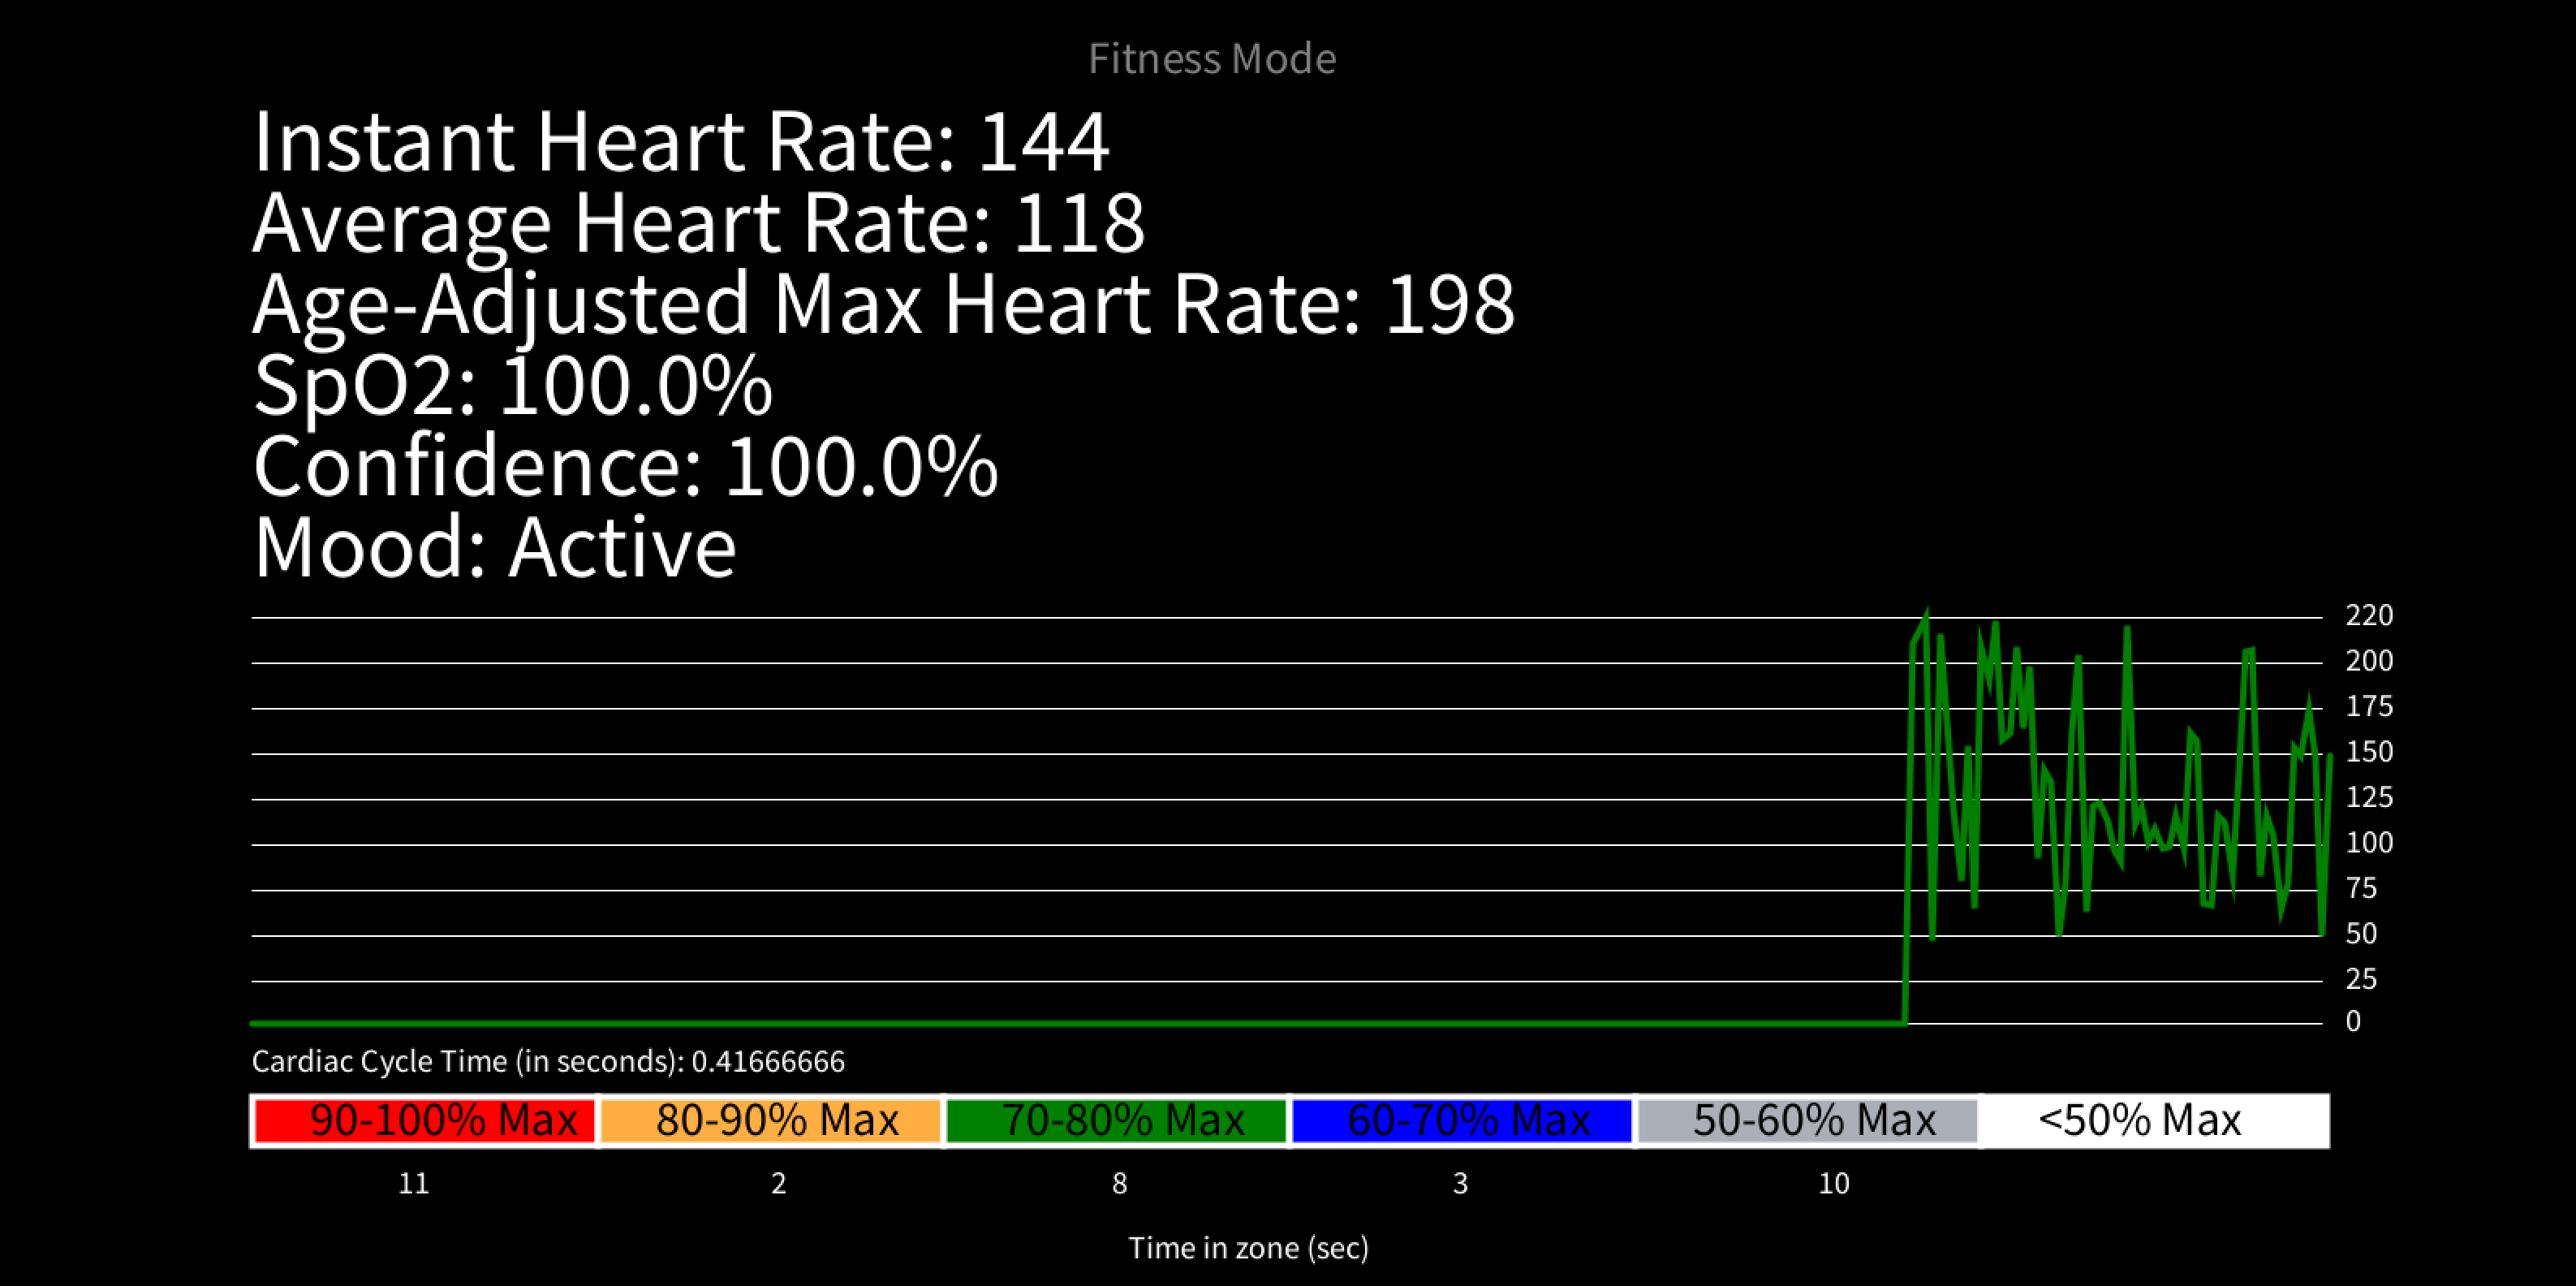 Fitness Mode
Instant Heart Rate: 144
Average Heart Rate: 118
Age-Adjusted Max Heart Rate: 198
SpO2: 100.0%
Confidence: 100.0%
Mood: Active
220
200
175
150
125
100
75
50
25
0
Cardiac Cycle Time (in seconds): 0.41666666
90-100% Max 80-90% Max 70-80% Max 60-70% Max 50-60% Max <50% Max
11 2 8 3 10
Time in zone (sec)